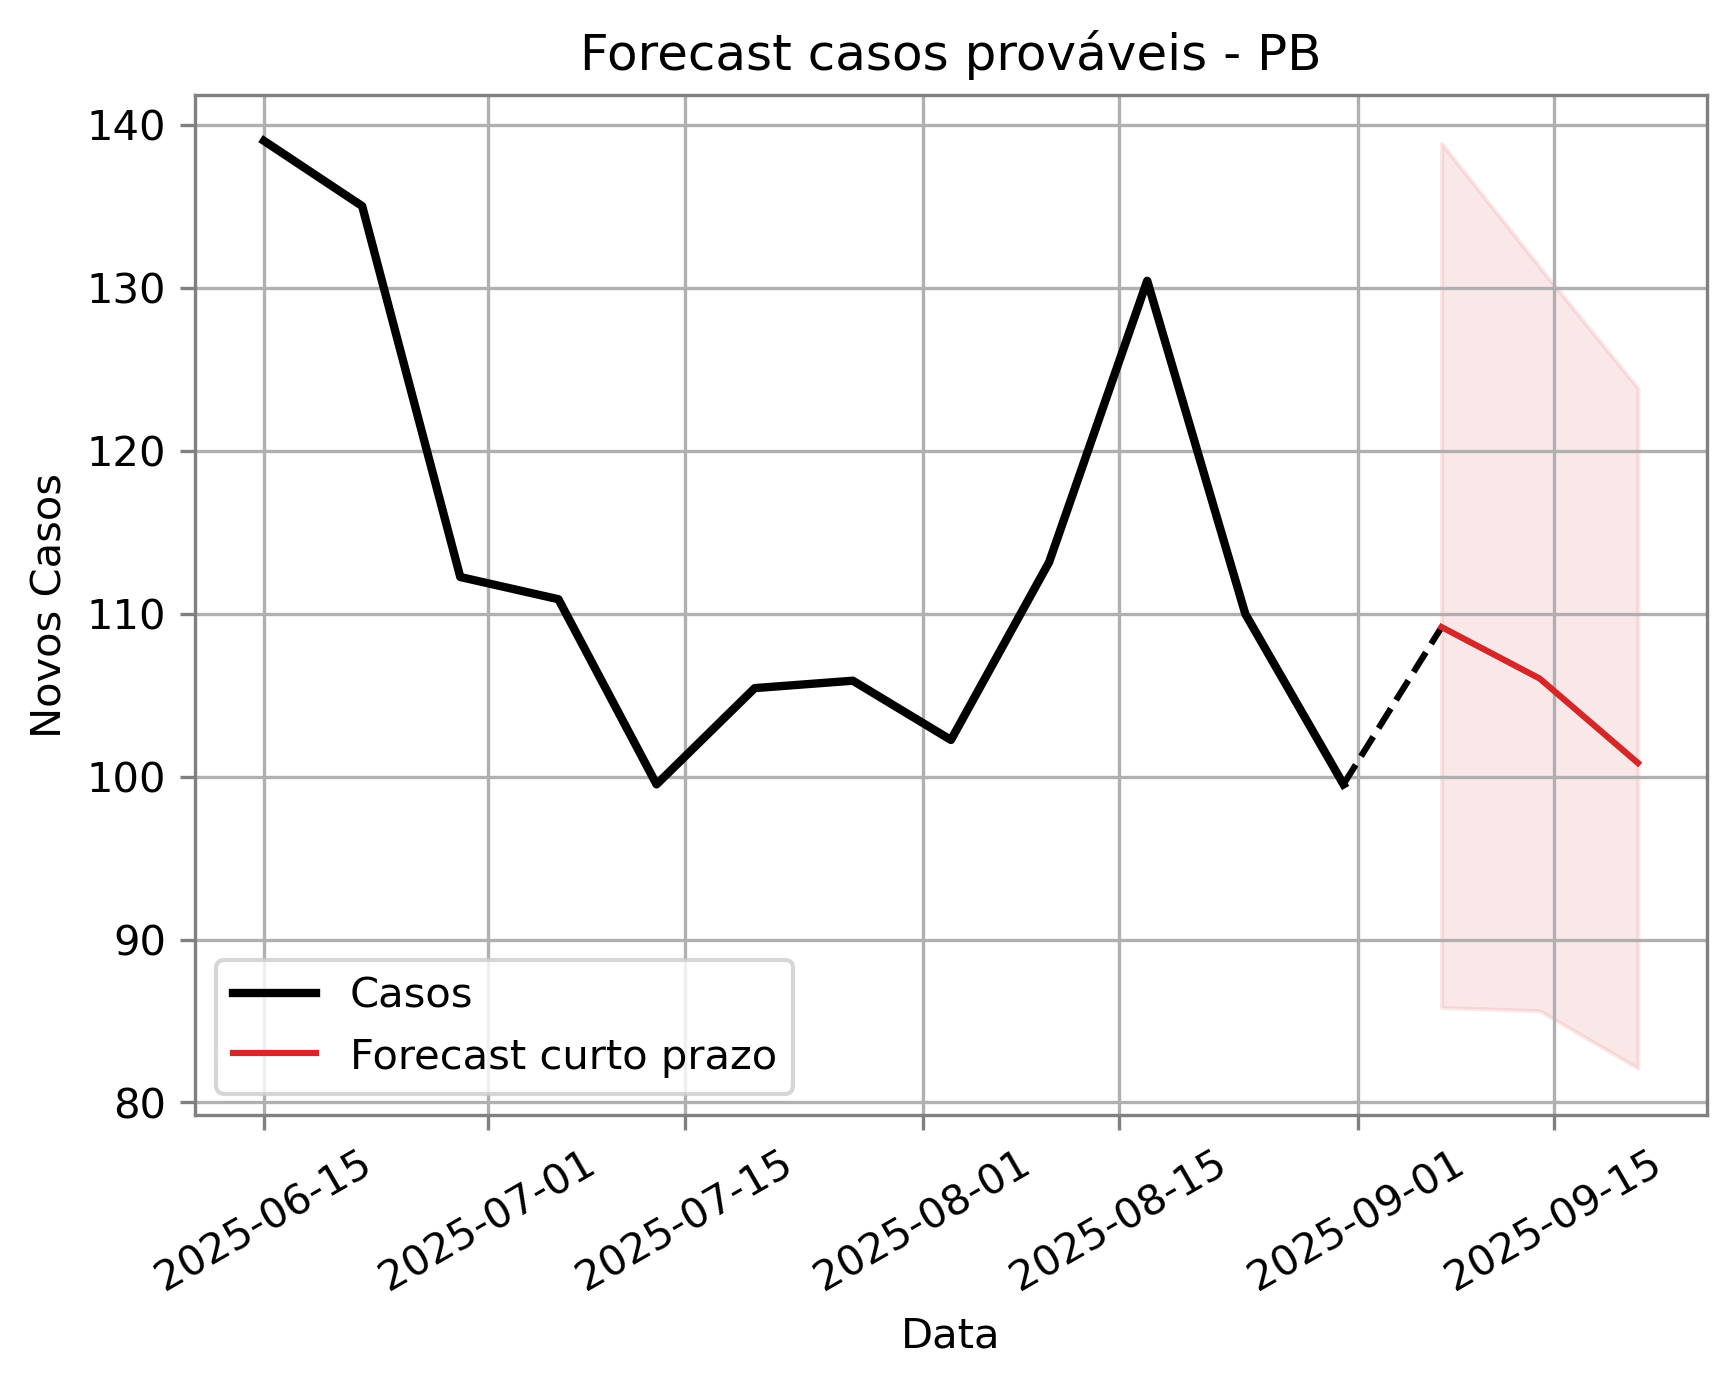 Forecast casos prováveis - PB
Novos Casos
140
130
120
110
100
90
80
Casos
Forecast curto prazo
2025-06-15
2025-07-01
2025-07-15
2025-08-01
2025-08-15
2025-09-01
2025-09-15
Data